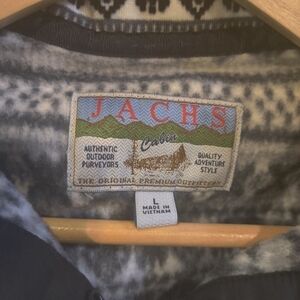 JACHS
Cabin
AUTHENTIC
OUTDOOR
PURVEYORS
QUALITY
ADVENTURE
STYLE
THE ORIGINAL PREMIUM OUTFITTERS
L
MADE IN
VIETNAM